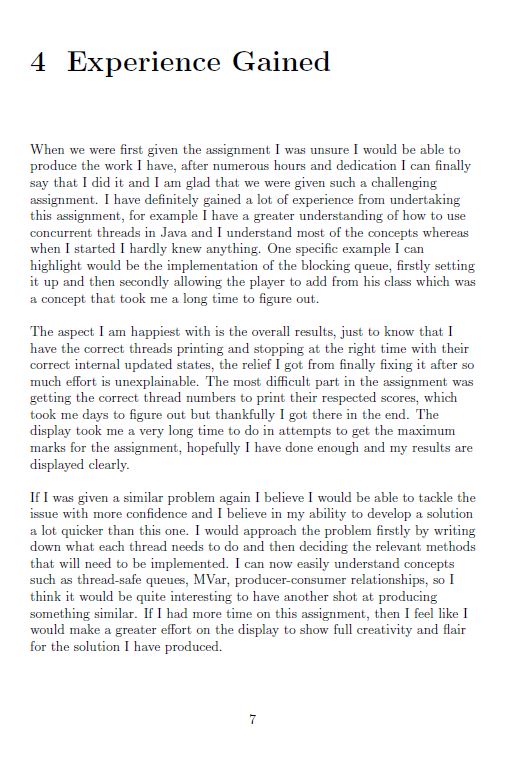 4 Experience Gained
When we were first given the assignment I was unsure I would be able to
produce the work I have, after numerous hours and dedication I can finally
say that I did it and I am glad that we were given such a challenging
assignment. I have definitely gained a lot of experience from undertaking
this assignment, for example I have a greater understanding of how to use
concurrent threads in Java and I understand most of the concepts whereas
when I started I hardly knew anything. One specific example I can
highlight would be the implementation of the blocking queue, firstly setting
it up and then secondly allowing the player to add from his class which was
a concept that took me a long time to figure out.
The aspect I am happiest with is the overall results, just to know that I
have the correct threads printing and stopping at the right time with their
correct internal updated states, the relief I got from finally fixing it after so
much effort is unexplainable. The most difficult part in the assignment was
getting the correct thread numbers to print their respected scores, which
took me days to figure out but thankfully I got there in the end. The
display took me a very long time to do in attempts to get the maximum
marks for the assignment, hopefully I have done enough and my results are
displayed clearly.
If I was given a similar problem again I believe I would be able to tackle the
issue with more confidence and I believe in my ability to develop a solution
a lot quicker than this one. I would approach the problem firstly by writing
down what each thread needs to do and then deciding the relevant methods
that will need to be implemented. I can now easily understand concepts
such as thread-safe queues, MVar, producer-consumer relationships, so I
think it would be quite interesting to have another shot at producing
something similar. If I had more time on this assignment, then I feel like I
would make a greater effort on the display to show full creativity and flair
for the solution I have produced.
7